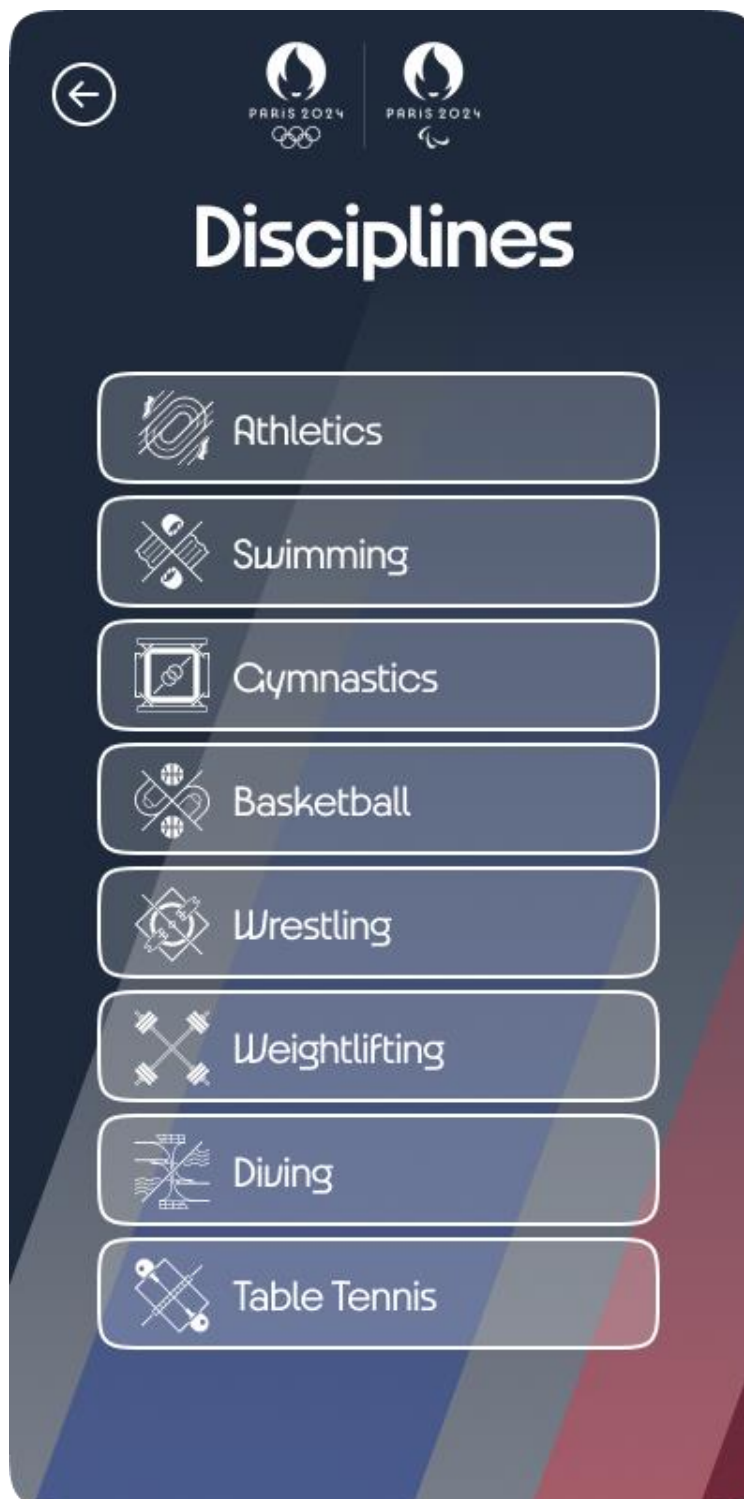 PARIS 2024 PARIS 2024
Disciplines
Athletics
Swimming
Gymnastics
Basketball
Wrestling
Weightlifting
Diving
Table Tennis